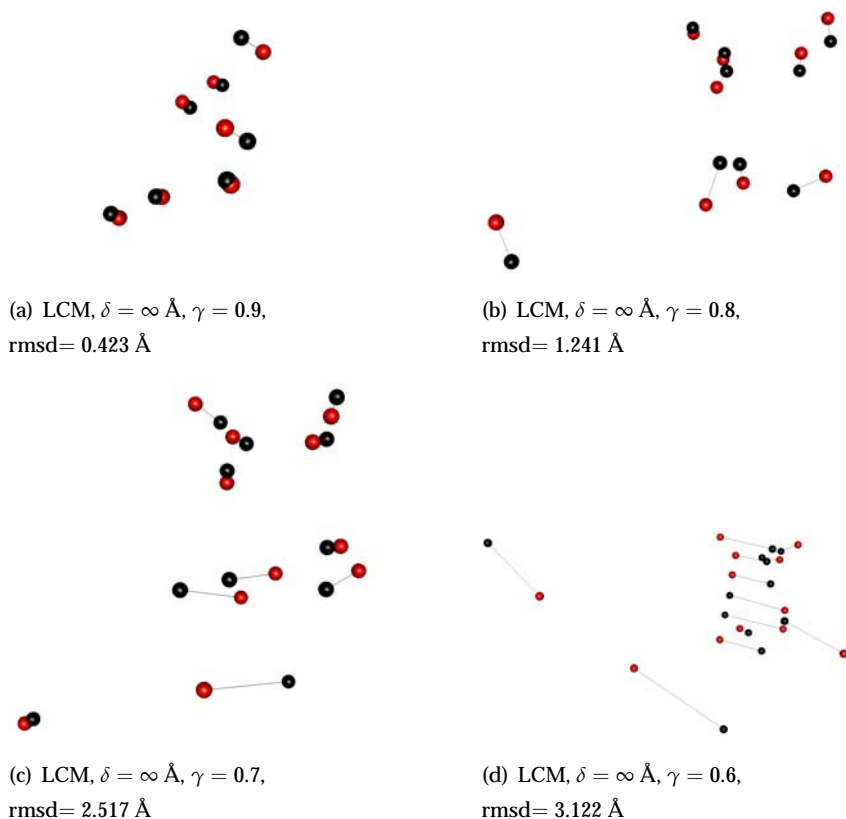 (a) LCM, δ = ∞ Å, γ = 0.9,
rmsd= 0.423 Å
(b) LCM, δ = ∞ Å, γ = 0.8,
rmsd= 1.241 Å
(c) LCM, δ = ∞ Å, γ = 0.7,
rmsd= 2.517 Å
(d) LCM, δ = ∞ Å, γ = 0.6,
rmsd= 3.122 Å